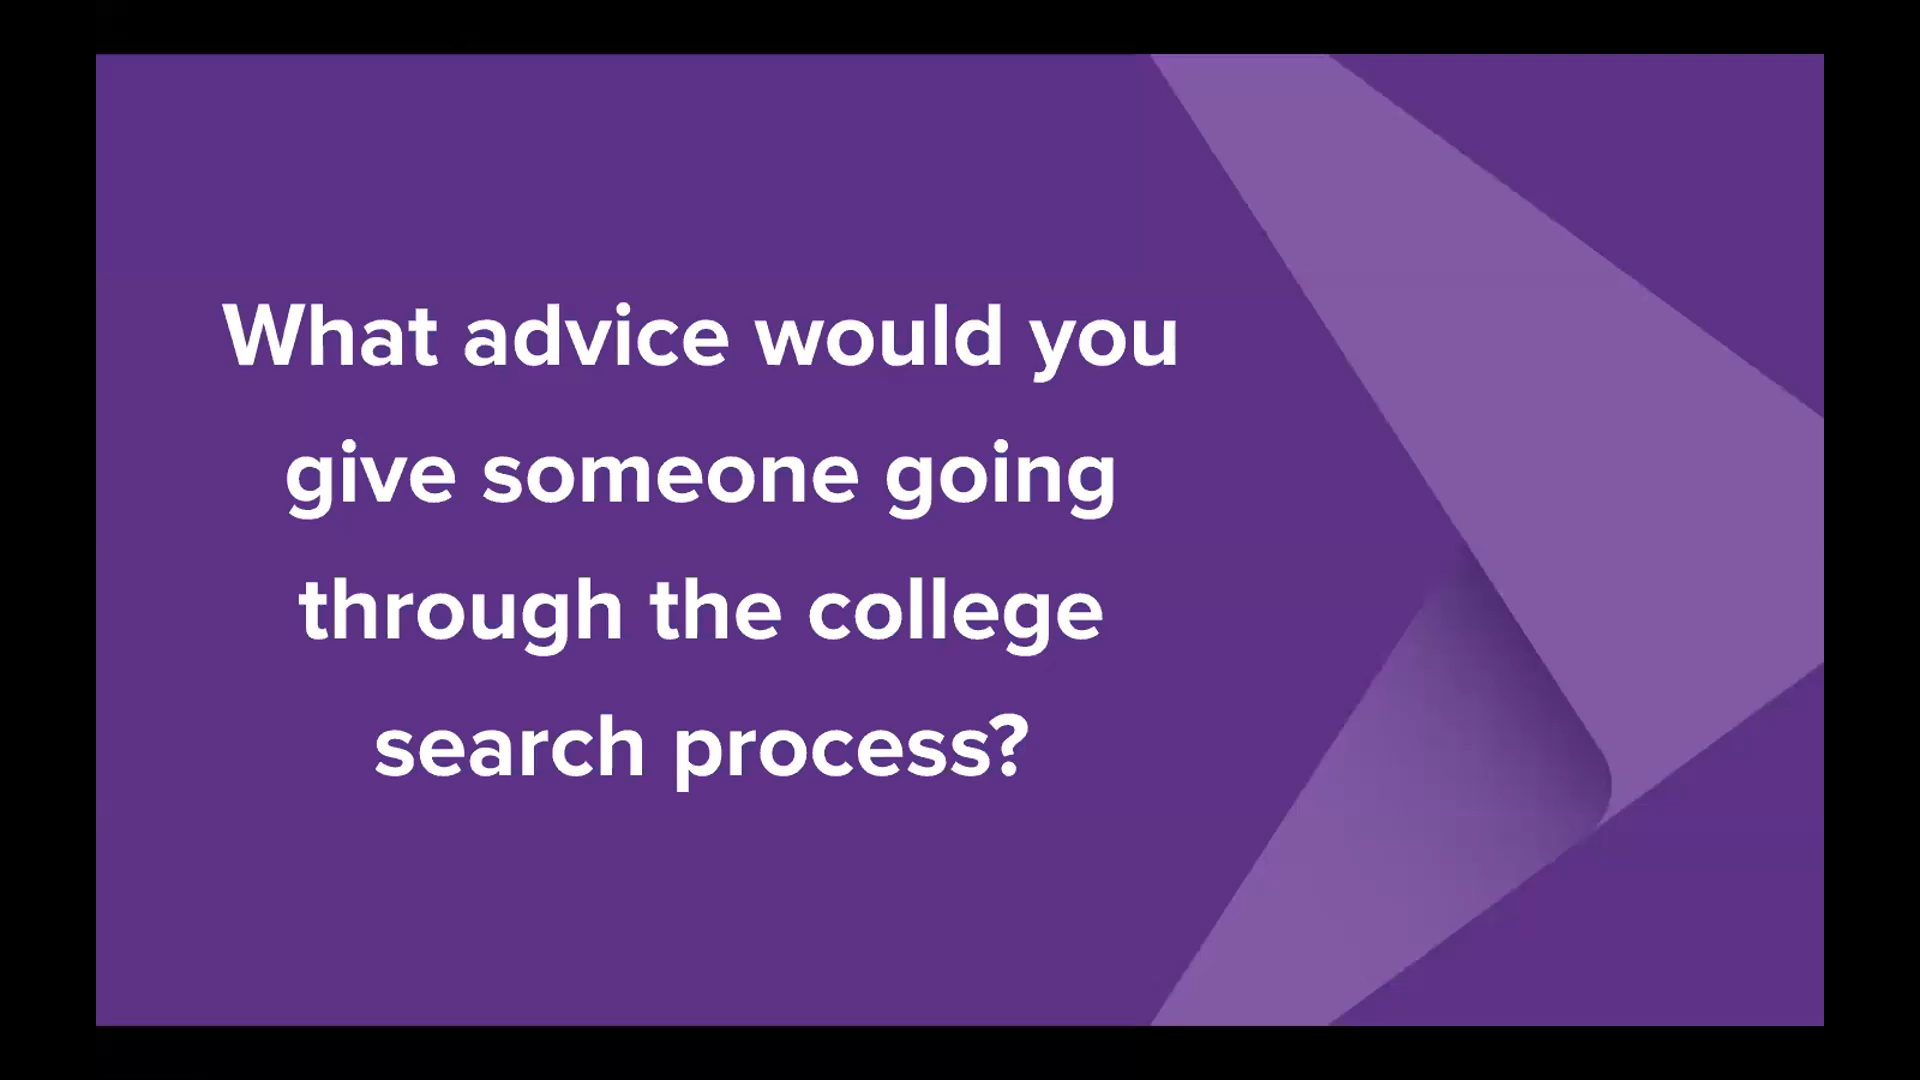 What advice would you
give someone going
through the college
search process?